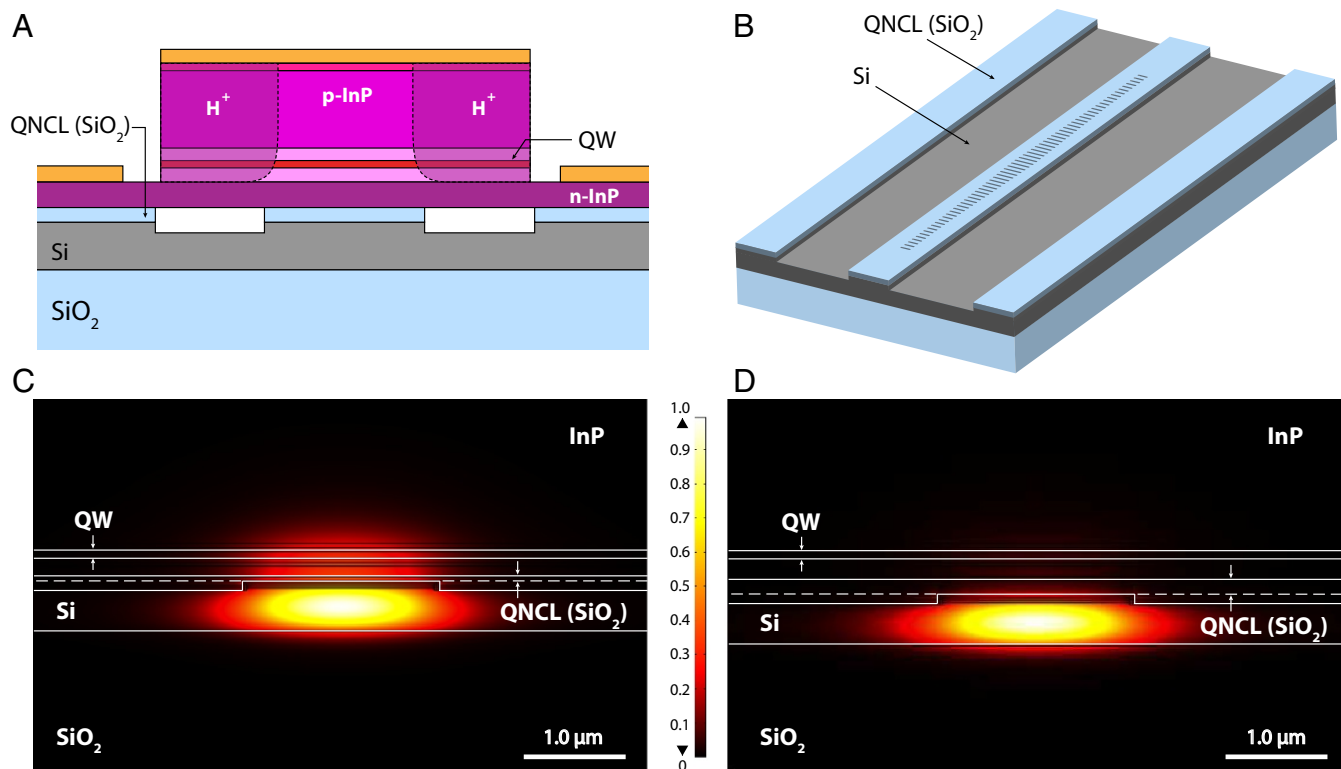 A
H⁺
p-InP
H⁺
QNCL (SiO₂)
QW
n-InP
Si
SiO₂
B
QNCL (SiO₂)
Si
C
InP
QW
Si
QNCL (SiO₂)
SiO₂
1.0 µm
1.0
0.9
0.8
0.7
0.6
0.5
0.4
0.3
0.2
0.1
0
D
InP
QW
Si
QNCL (SiO₂)
SiO₂
1.0 µm